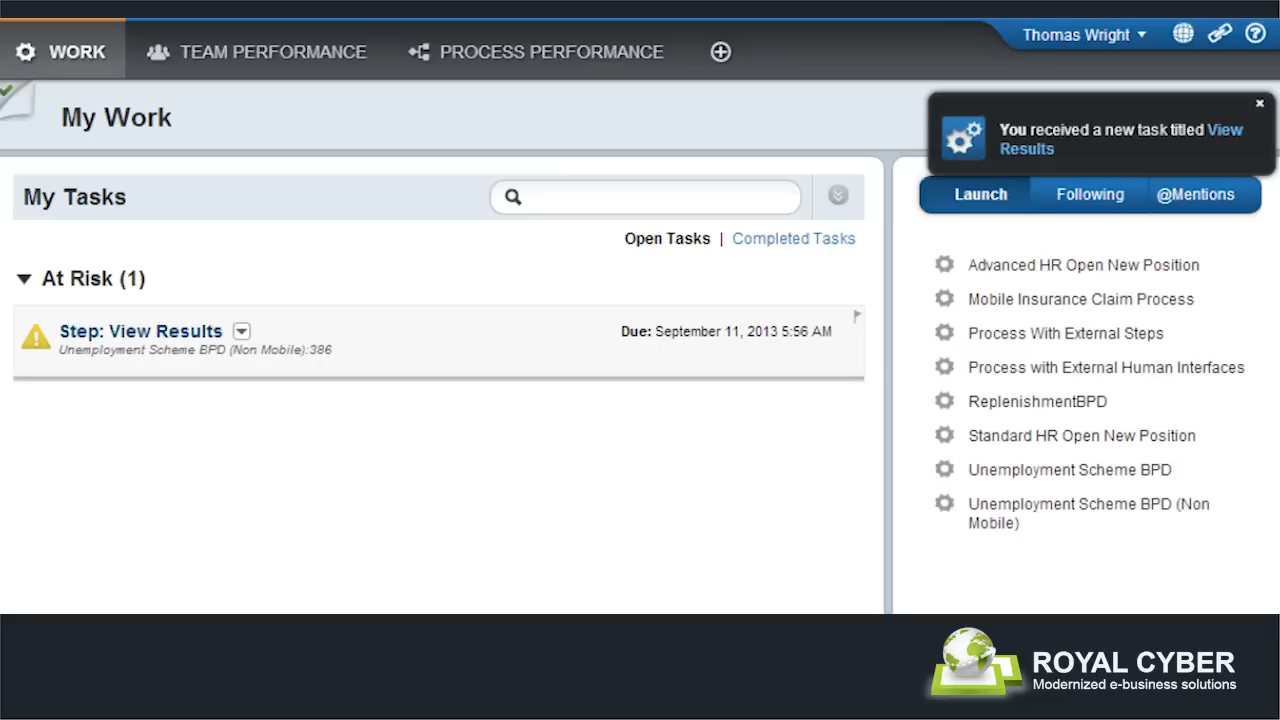 WORK
TEAM PERFORMANCE
PROCESS PERFORMANCE
Thomas Wright
My Work
You received a new task titled View
Results
My Tasks
Open Tasks | Completed Tasks
At Risk (1)
Step: View Results
Due: September 11, 2013 5:56 AM
Unemployment Scheme BPD (Non Mobile):386
Launch
Following
@Mentions
Advanced HR Open New Position
Mobile Insurance Claim Process
Process With External Steps
Process with External Human Interfaces
ReplenishmentBPD
Standard HR Open New Position
Unemployment Scheme BPD
Unemployment Scheme BPD (Non
Mobile)
ROYAL CYBER
Modernized e-business solutions